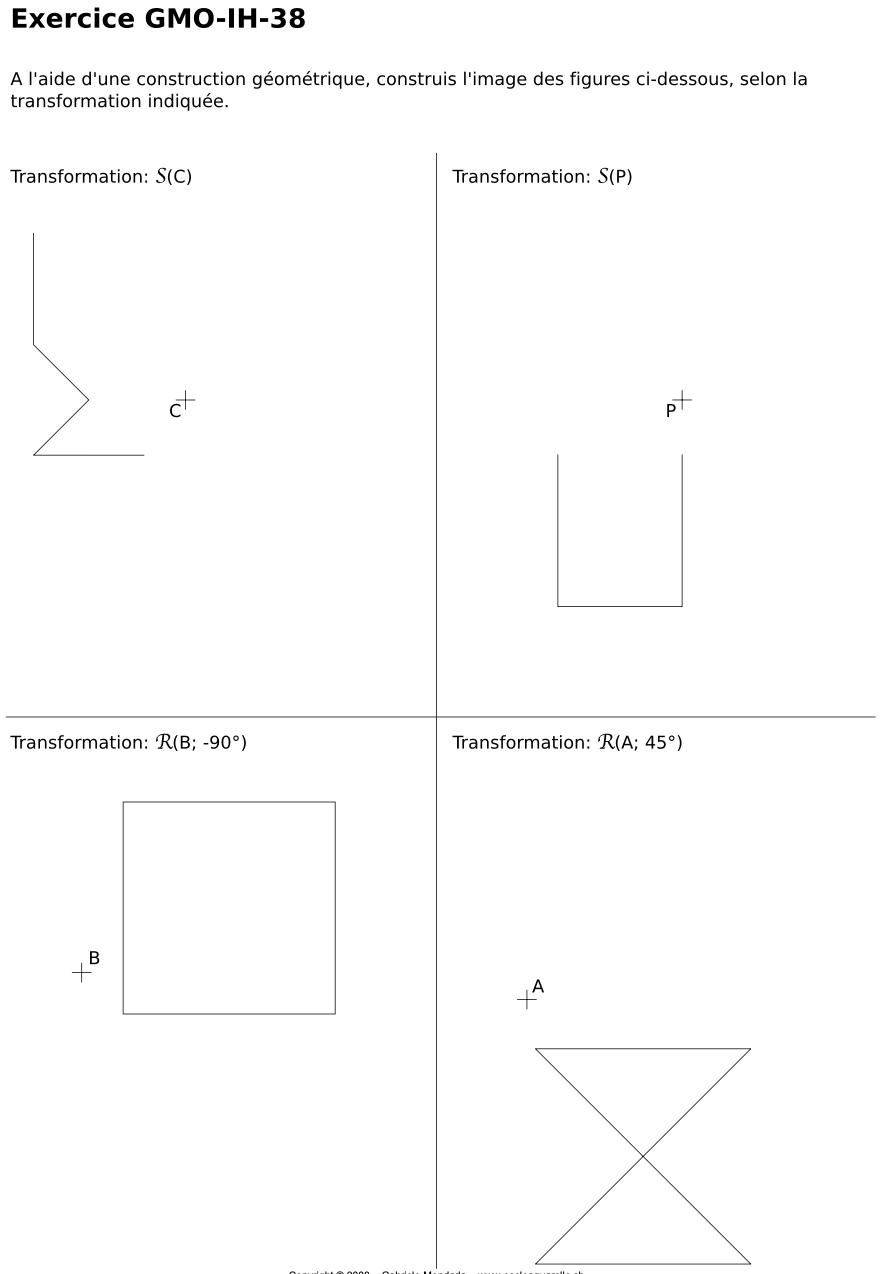 Exercice GMO-IH-38
A l'aide d'une construction géométrique, construis l'image des figures ci-dessous, selon la
transformation indiquée.
Transformation: S(C)
Transformation: S(P)
C
P
Transformation: R(B; -90°)
Transformation: R(A; 45°)
B
A